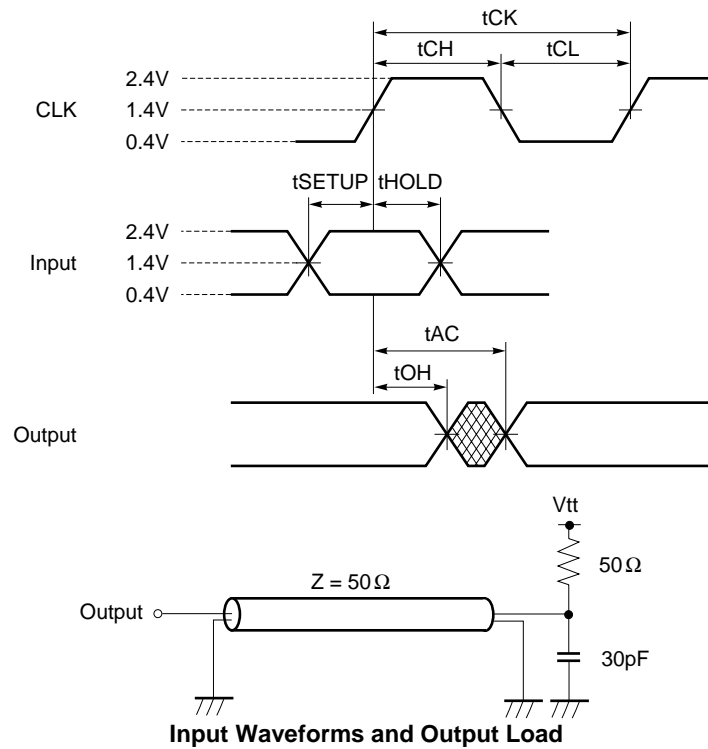 tCK
tCH tCL
2.4V
CLK 1.4V
0.4V
tSETUP tHOLD
2.4V
Input 1.4V
0.4V
tAC
tOH
Output
Vtt
50Ω
Z = 50Ω
Output
30pF
Input Waveforms and Output Load